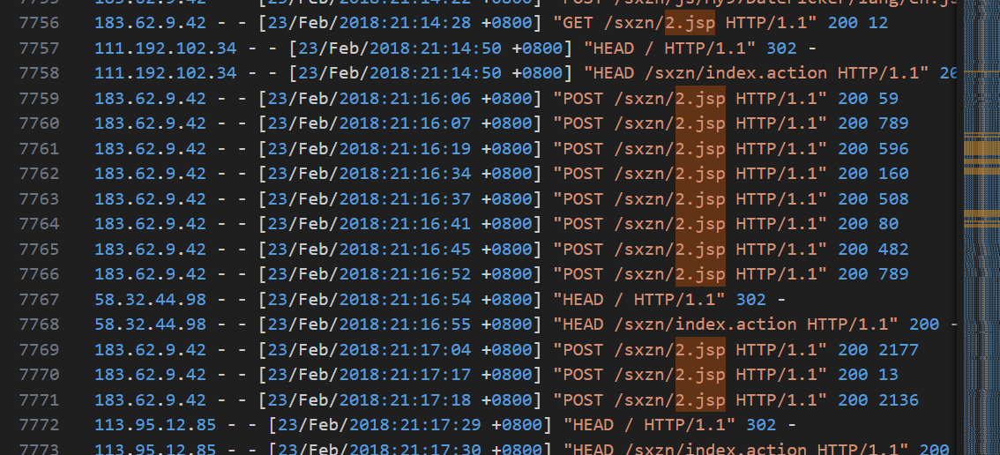 7755 183.62.9.42 - - [23/Feb/2018:21:14:22 +0800] "POST /sxzn/js/My97DatePicker/lang/en.js
7756 183.62.9.42 - - [23/Feb/2018:21:14:28 +0800] "GET /sxzn/2.jsp HTTP/1.1" 200 12
7757 111.192.102.34 - - [23/Feb/2018:21:14:50 +0800] "HEAD / HTTP/1.1" 302 -
7758 111.192.102.34 - - [23/Feb/2018:21:14:50 +0800] "HEAD /sxzn/index.action HTTP/1.1" 20
7759 183.62.9.42 - - [23/Feb/2018:21:16:06 +0800] "POST /sxzn/2.jsp HTTP/1.1" 200 59
7760 183.62.9.42 - - [23/Feb/2018:21:16:07 +0800] "POST /sxzn/2.jsp HTTP/1.1" 200 789
7761 183.62.9.42 - - [23/Feb/2018:21:16:19 +0800] "POST /sxzn/2.jsp HTTP/1.1" 200 596
7762 183.62.9.42 - - [23/Feb/2018:21:16:34 +0800] "POST /sxzn/2.jsp HTTP/1.1" 200 160
7763 183.62.9.42 - - [23/Feb/2018:21:16:37 +0800] "POST /sxzn/2.jsp HTTP/1.1" 200 508
7764 183.62.9.42 - - [23/Feb/2018:21:16:41 +0800] "POST /sxzn/2.jsp HTTP/1.1" 200 80
7765 183.62.9.42 - - [23/Feb/2018:21:16:45 +0800] "POST /sxzn/2.jsp HTTP/1.1" 200 482
7766 183.62.9.42 - - [23/Feb/2018:21:16:52 +0800] "POST /sxzn/2.jsp HTTP/1.1" 200 789
7767 58.32.44.98 - - [23/Feb/2018:21:16:54 +0800] "HEAD / HTTP/1.1" 302 -
7768 58.32.44.98 - - [23/Feb/2018:21:16:55 +0800] "HEAD /sxzn/index.action HTTP/1.1" 200 -
7769 183.62.9.42 - - [23/Feb/2018:21:17:04 +0800] "POST /sxzn/2.jsp HTTP/1.1" 200 2177
7770 183.62.9.42 - - [23/Feb/2018:21:17:17 +0800] "POST /sxzn/2.jsp HTTP/1.1" 200 13
7771 183.62.9.42 - - [23/Feb/2018:21:17:18 +0800] "POST /sxzn/2.jsp HTTP/1.1" 200 2136
7772 113.95.12.85 - - [23/Feb/2018:21:17:29 +0800] "HEAD / HTTP/1.1" 302 -
7773 113.95.12.85 - - [23/Feb/2018:21:17:30 +0800] "HEAD /sxzn/index.action HTTP/1.1" 200